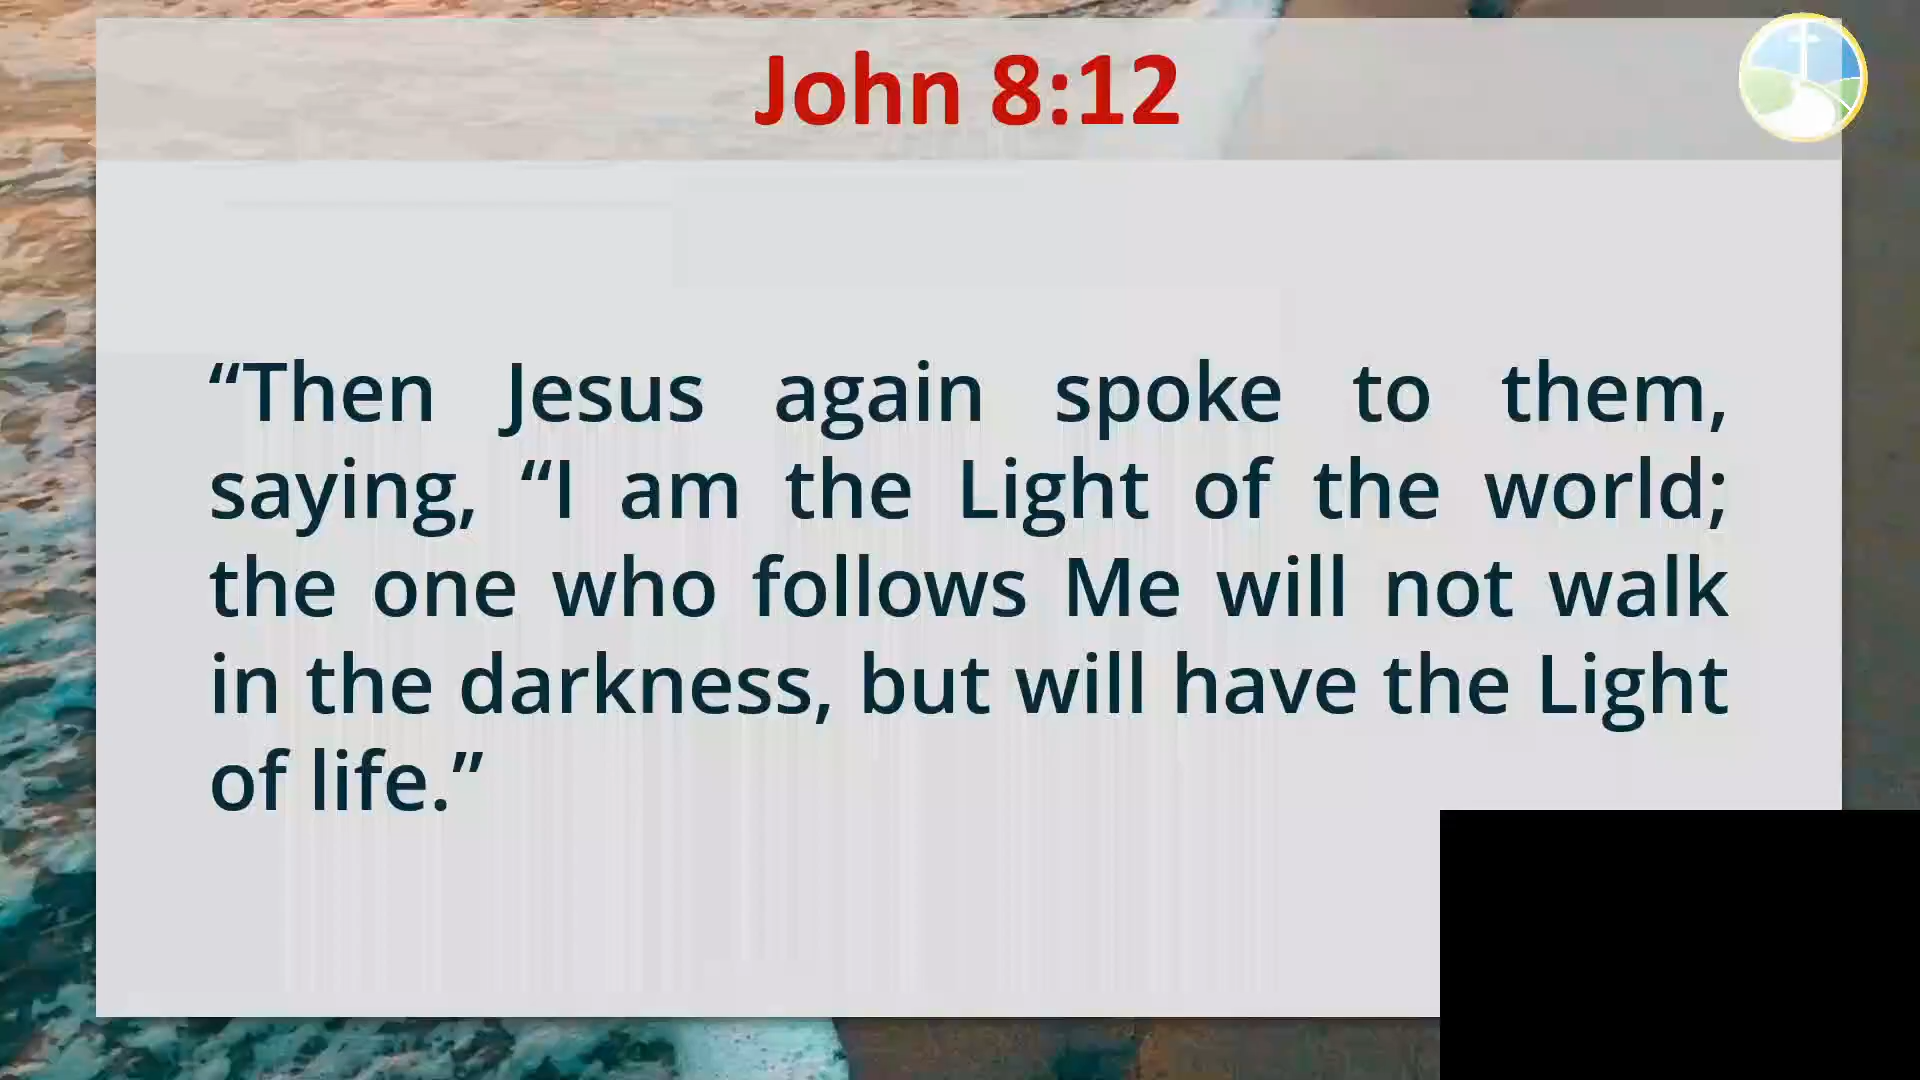 John 8:12
“Then Jesus again spoke to them,
saying, “I am the Light of the world;
the one who follows Me will not walk
in the darkness, but will have the Light
of life.”